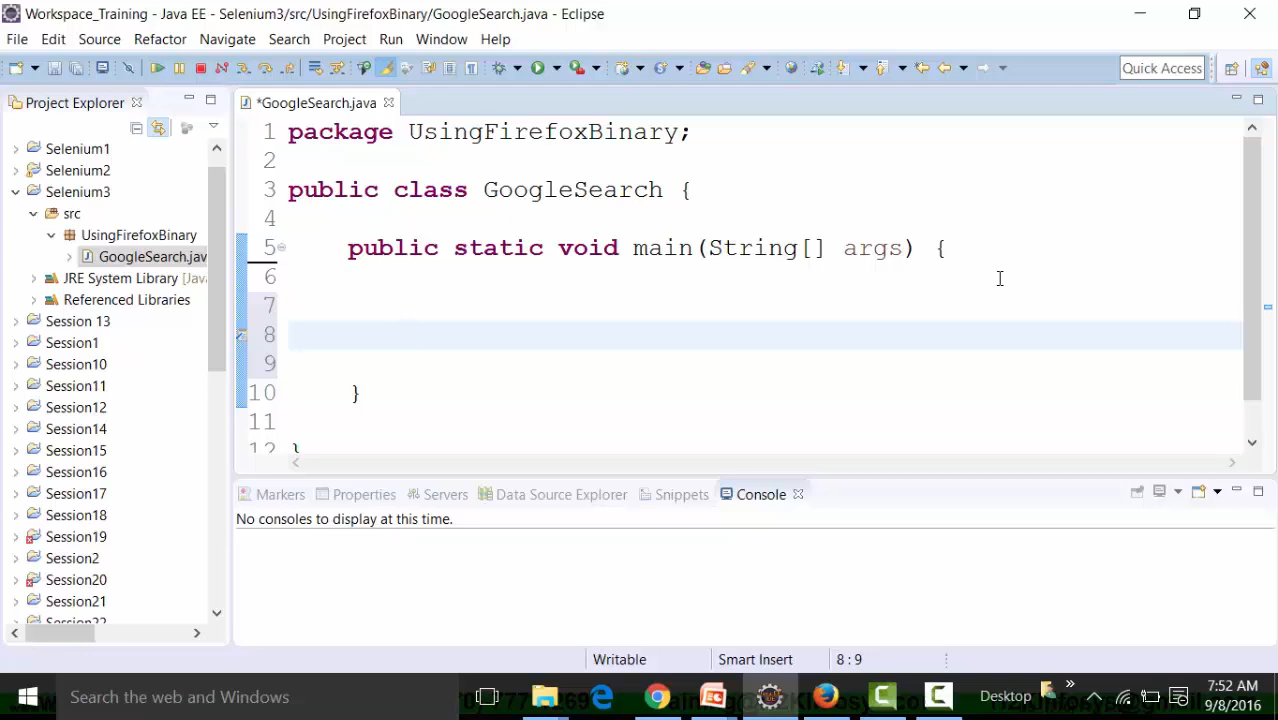 Workspace_Training - Java EE - Selenium3/src/UsingFirefoxBinary/GoogleSearch.java - Eclipse
File Edit Source Refactor Navigate Search Project Run Window Help
Quick Access
Project Explorer
*GoogleSearch.java
Selenium1
Selenium2
Selenium3
src
UsingFirefoxBinary
GoogleSearch.jav
JRE System Library [Java
Referenced Libraries
Session 13
Session1
Session10
Session11
Session12
Session14
Session15
Session16
Session17
Session18
Session19
Session2
Session20
Session21
Session22
1 package UsingFirefoxBinary;
2
3 public class GoogleSearch {
4
5 public static void main(String[] args) {
6
7
8
9
10 }
11
12 }
Markers Properties Servers Data Source Explorer Snippets Console
No consoles to display at this time.
Writable Smart Insert 8 : 9
Search the web and Windows
Desktop
7:52 AM
9/8/2016